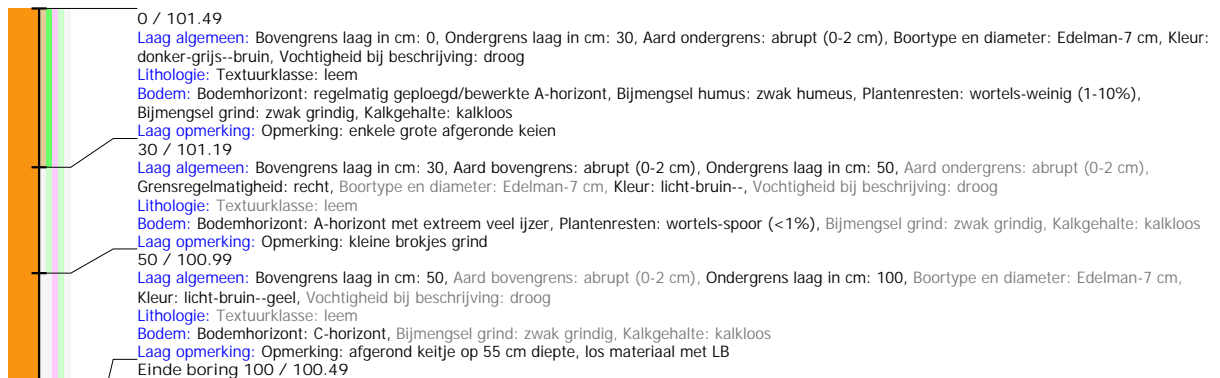 0 / 101.49
Laag algemeen: Bovengrens laag in cm: 0, Ondergrens laag in cm: 30, Aard ondergrens: abrupt (0-2 cm), Boortype en diameter: Edelman-7 cm, Kleur:
donker-grijs--bruin, Vochtigheid bij beschrijving: droog
Lithologie: Textuurklasse: leem
Bodem: Bodemhorizont: regelmatig geploegd/bewerkte A-horizont, Bijmengsel humus: zwak humeus, Plantenresten: wortels-weinig (1-10%),
Bijmengsel grind: zwak grindig, Kalkgehalte: kalkloos
Laag opmerking: Opmerking: enkele grote afgeronde keien
30 / 101.19
Laag algemeen: Bovengrens laag in cm: 30, Aard bovengrens: abrupt (0-2 cm), Ondergrens laag in cm: 50, Aard ondergrens: abrupt (0-2 cm),
Grensregelmatigheid: recht, Boortype en diameter: Edelman-7 cm, Kleur: licht-bruin--, Vochtigheid bij beschrijving: droog
Lithologie: Textuurklasse: leem
Bodem: Bodemhorizont: A-horizont met extreem veel ijzer, Plantenresten: wortels-spoor (<1%), Bijmengsel grind: zwak grindig, Kalkgehalte: kalkloos
Laag opmerking: Opmerking: kleine brokjes grind
50 / 100.99
Laag algemeen: Bovengrens laag in cm: 50, Aard bovengrens: abrupt (0-2 cm), Ondergrens laag in cm: 100, Boortype en diameter: Edelman-7 cm,
Kleur: licht-bruin--geel, Vochtigheid bij beschrijving: droog
Lithologie: Textuurklasse: leem
Bodem: Bodemhorizont: C-horizont, Bijmengsel grind: zwak grindig, Kalkgehalte: kalkloos
Laag opmerking: Opmerking: afgerond keitje op 55 cm diepte, los materiaal met LB
Einde boring 100 / 100.49